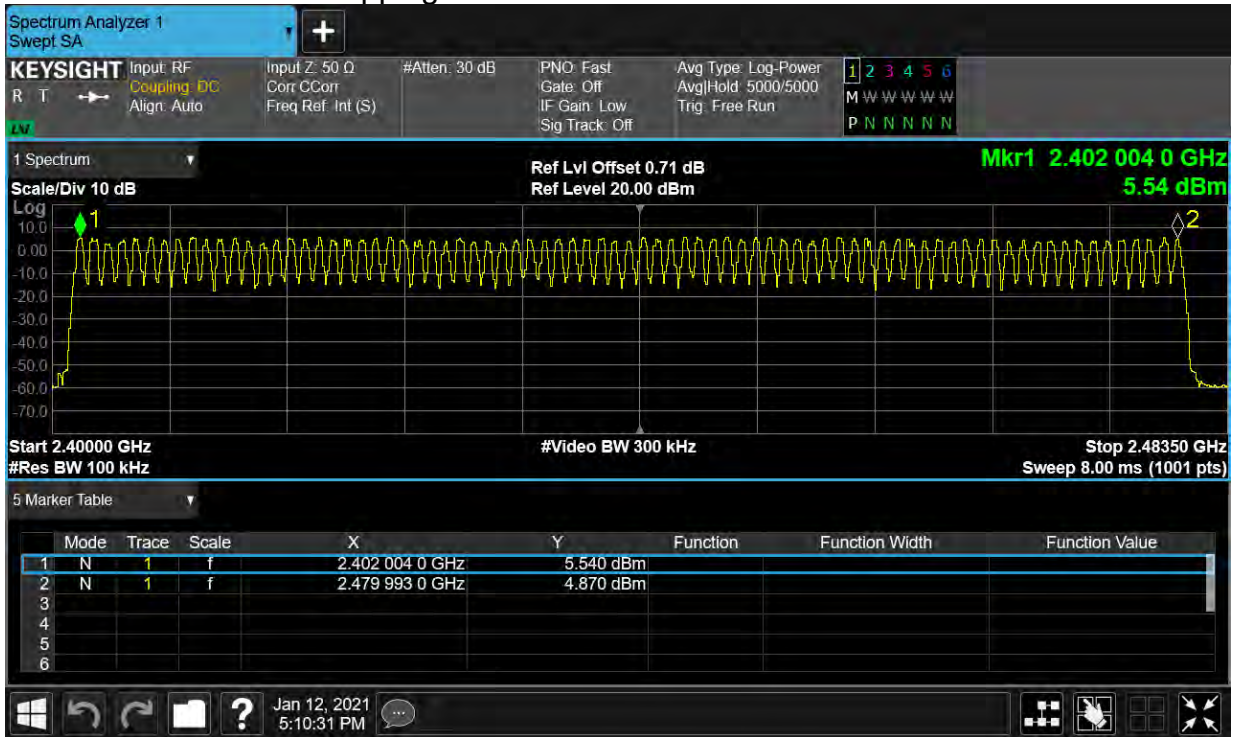 pping
Spectrum Analyzer 1
Swept SA
+
KEYSIGHT Input: RF Input Z: 50 Ω #Atten: 30 dB PNO: Fast Avg Type: Log-Power 1 2 3 4 5 6
R T Coupling: DC Corr CCorr Gate: Off Avg|Hold: 5000/5000 M W W W W W W
Align: Auto Freq Ref: Int (S) IF Gain: Low Trig: Free Run
Sig Track: Off P N N N N N N
1 Spectrum Ref Lvl Offset 0.71 dB Mkr1 2.402 004 0 GHz
Scale/Div 10 dB Ref Level 20.00 dBm 5.54 dBm
Log
1 2
10.0
0.00
-10.0
-20.0
-30.0
-40.0
-50.0
-60.0
-70.0
Start 2.40000 GHz #Video BW 300 kHz Stop 2.48350 GHz
#Res BW 100 kHz Sweep 8.00 ms (1001 pts)
5 Marker Table
Mode Trace Scale X Y Function Function Width Function Value
1 N 1 f 2.402 004 0 GHz 5.540 dBm
2 N 1 f 2.479 993 0 GHz 4.870 dBm
3
4
5
6
? Jan 12, 2021
5:10:31 PM